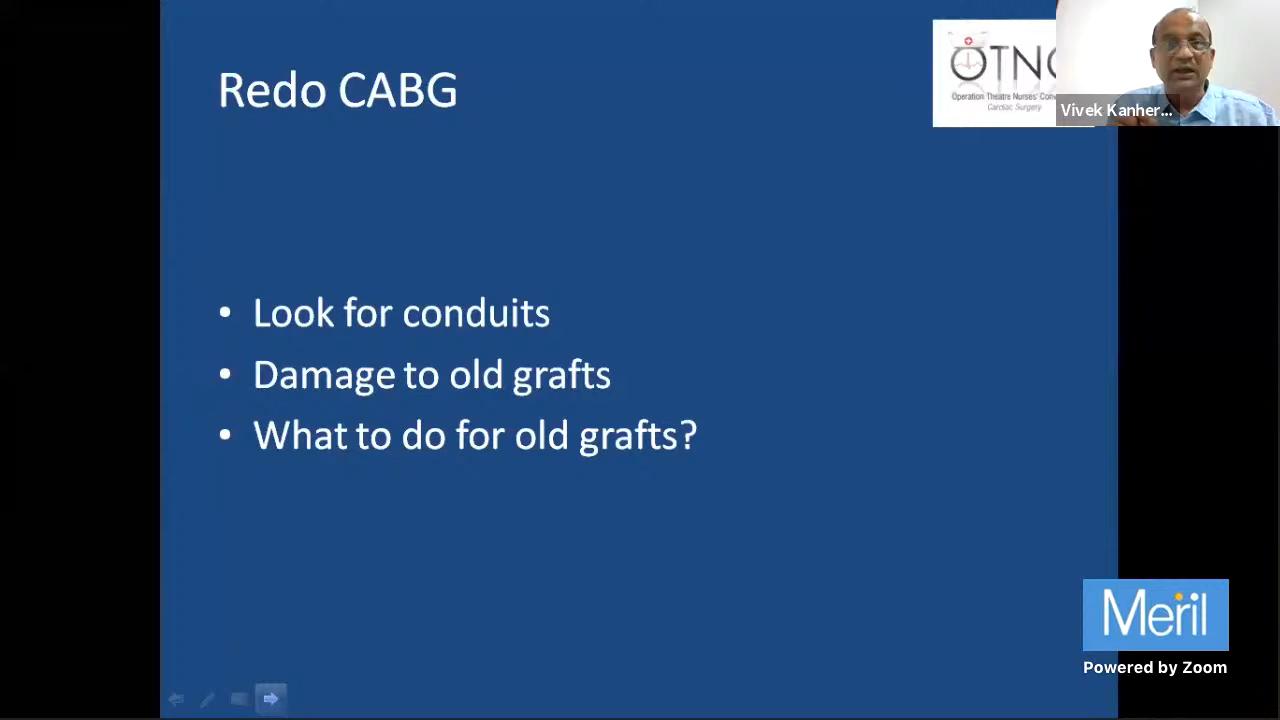 Redo CABG
OTNC
Operation Theatre Nurses'
Cardiac Surgery
Vivek Kanher...
• Look for conduits
• Damage to old grafts
• What to do for old grafts?
Meril
Powered by Zoom